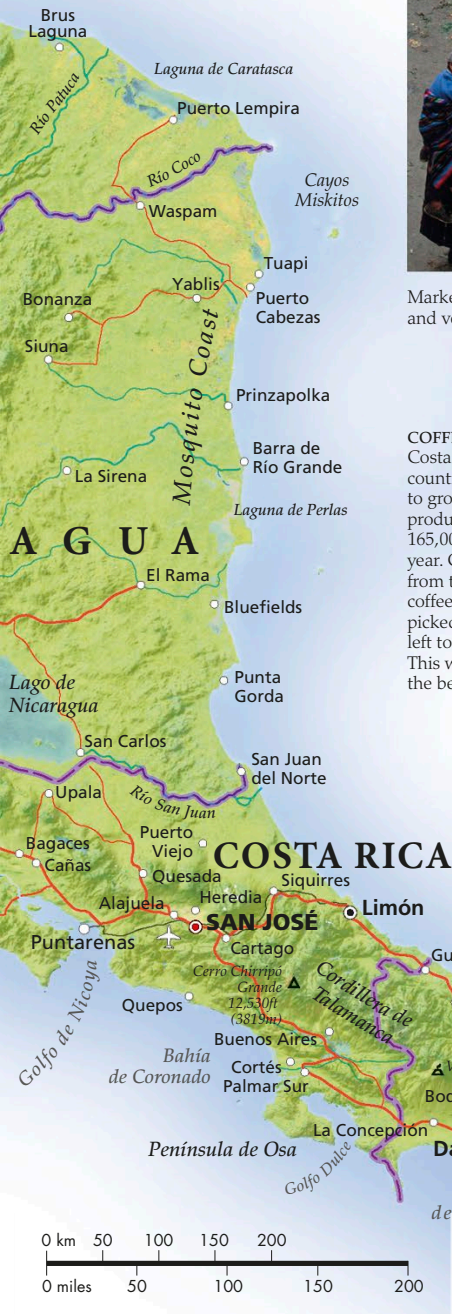 Brus
Laguna
Laguna de Caratasca
Río Patuca
Puerto Lempira
Río Coco
Cayos
Miskitos
Waspam
Tuapi
Yablis
Bonanza
Puerto
Cabezas
Marke
and ve
Siuna
Mosquito Coast
Prinzapolka
COFFE
Costa
count
to gro
produ
165,00
year. C
from t
coffee
picked
left to
This w
the be
Barra de
Río Grande
La Sirena
Laguna de Perlas
A G U A
El Rama
Bluefields
Lago de
Nicaragua
Punta
Gorda
San Carlos
San Juan
del Norte
Upala
Río San Juan
Puerto
Viejo
COSTA RICA
Bagaces
Cañas
Quesada
Siquirres
Heredia
Alajuela
Limón
SAN JOSÉ
Puntarenas
Cartago
Gu
Cerro Chirripó
Grande
12,530ft
(3819m)
Cordillera de
Talamanca
Golfo de Nicoya
Quepos
Buenos Aires
Bahía
de Coronado
Cortés
Palmar Sur
V
Boq
La Concepción
Da
Península de Osa
Golfo Dulce
de
0 km 50 100 150 200
0 miles 50 100 150 200